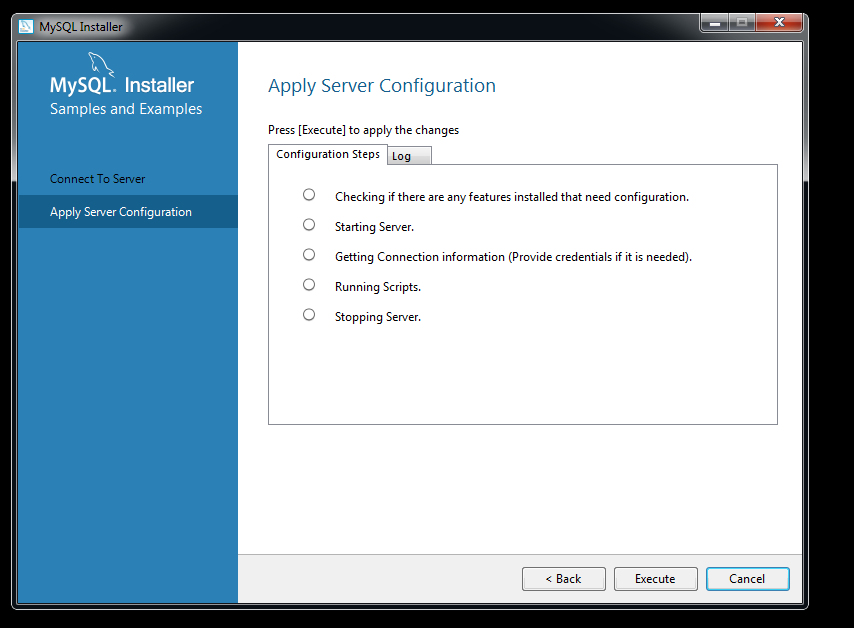 MySQL Installer
MySQL. Installer
Samples and Examples
Connect To Server
Apply Server Configuration
Apply Server Configuration
Press [Execute] to apply the changes
Configuration Steps
Log
Checking if there are any features installed that need configuration.
Starting Server.
Getting Connection information (Provide credentials if it is needed).
Running Scripts.
Stopping Server.
< Back
Execute
Cancel